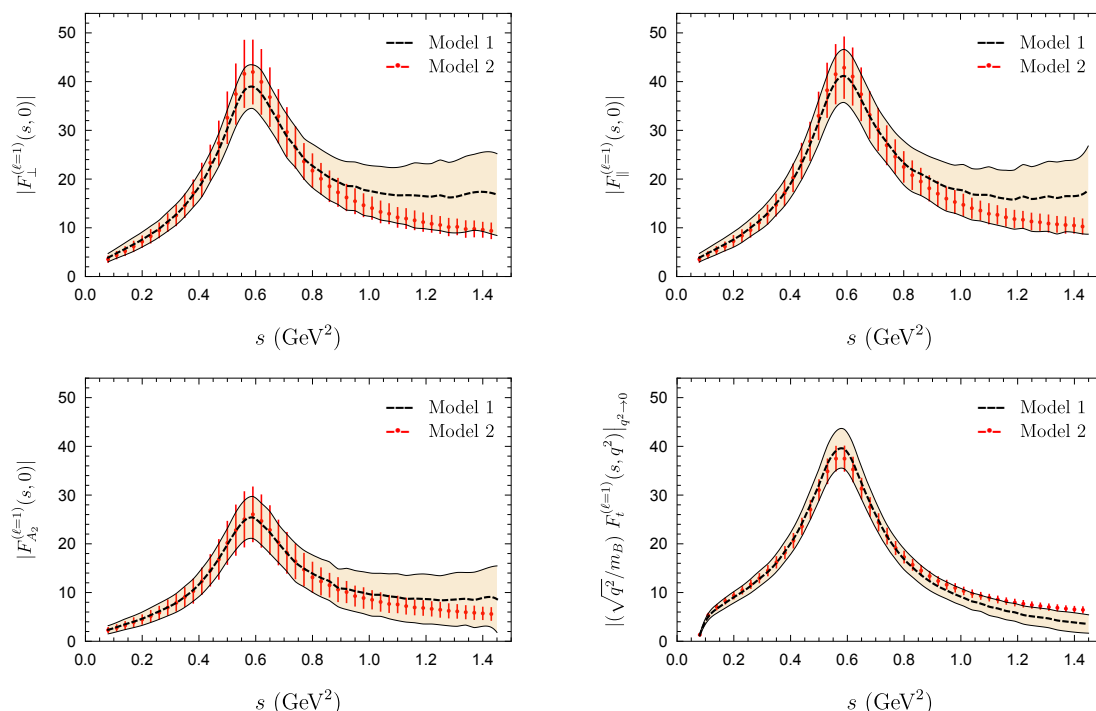 |F_⊥^{(ℓ=1)}(s, 0)|
50
40
30
20
10
0
Model 1
Model 2
0.0 0.2 0.4 0.6 0.8 1.0 1.2 1.4
s (GeV²)
|F_∥^{(ℓ=1)}(s, 0)|
50
40
30
20
10
0
Model 1
Model 2
0.0 0.2 0.4 0.6 0.8 1.0 1.2 1.4
s (GeV²)
|F_{A_2}^{(ℓ=1)}(s, 0)|
50
40
30
20
10
0
Model 1
Model 2
0.0 0.2 0.4 0.6 0.8 1.0 1.2 1.4
s (GeV²)
|(√q²/m_B) F_t^{(ℓ=1)}(s, q²)|_{q²→0}
50
40
30
20
10
0
Model 1
Model 2
0.0 0.2 0.4 0.6 0.8 1.0 1.2 1.4
s (GeV²)